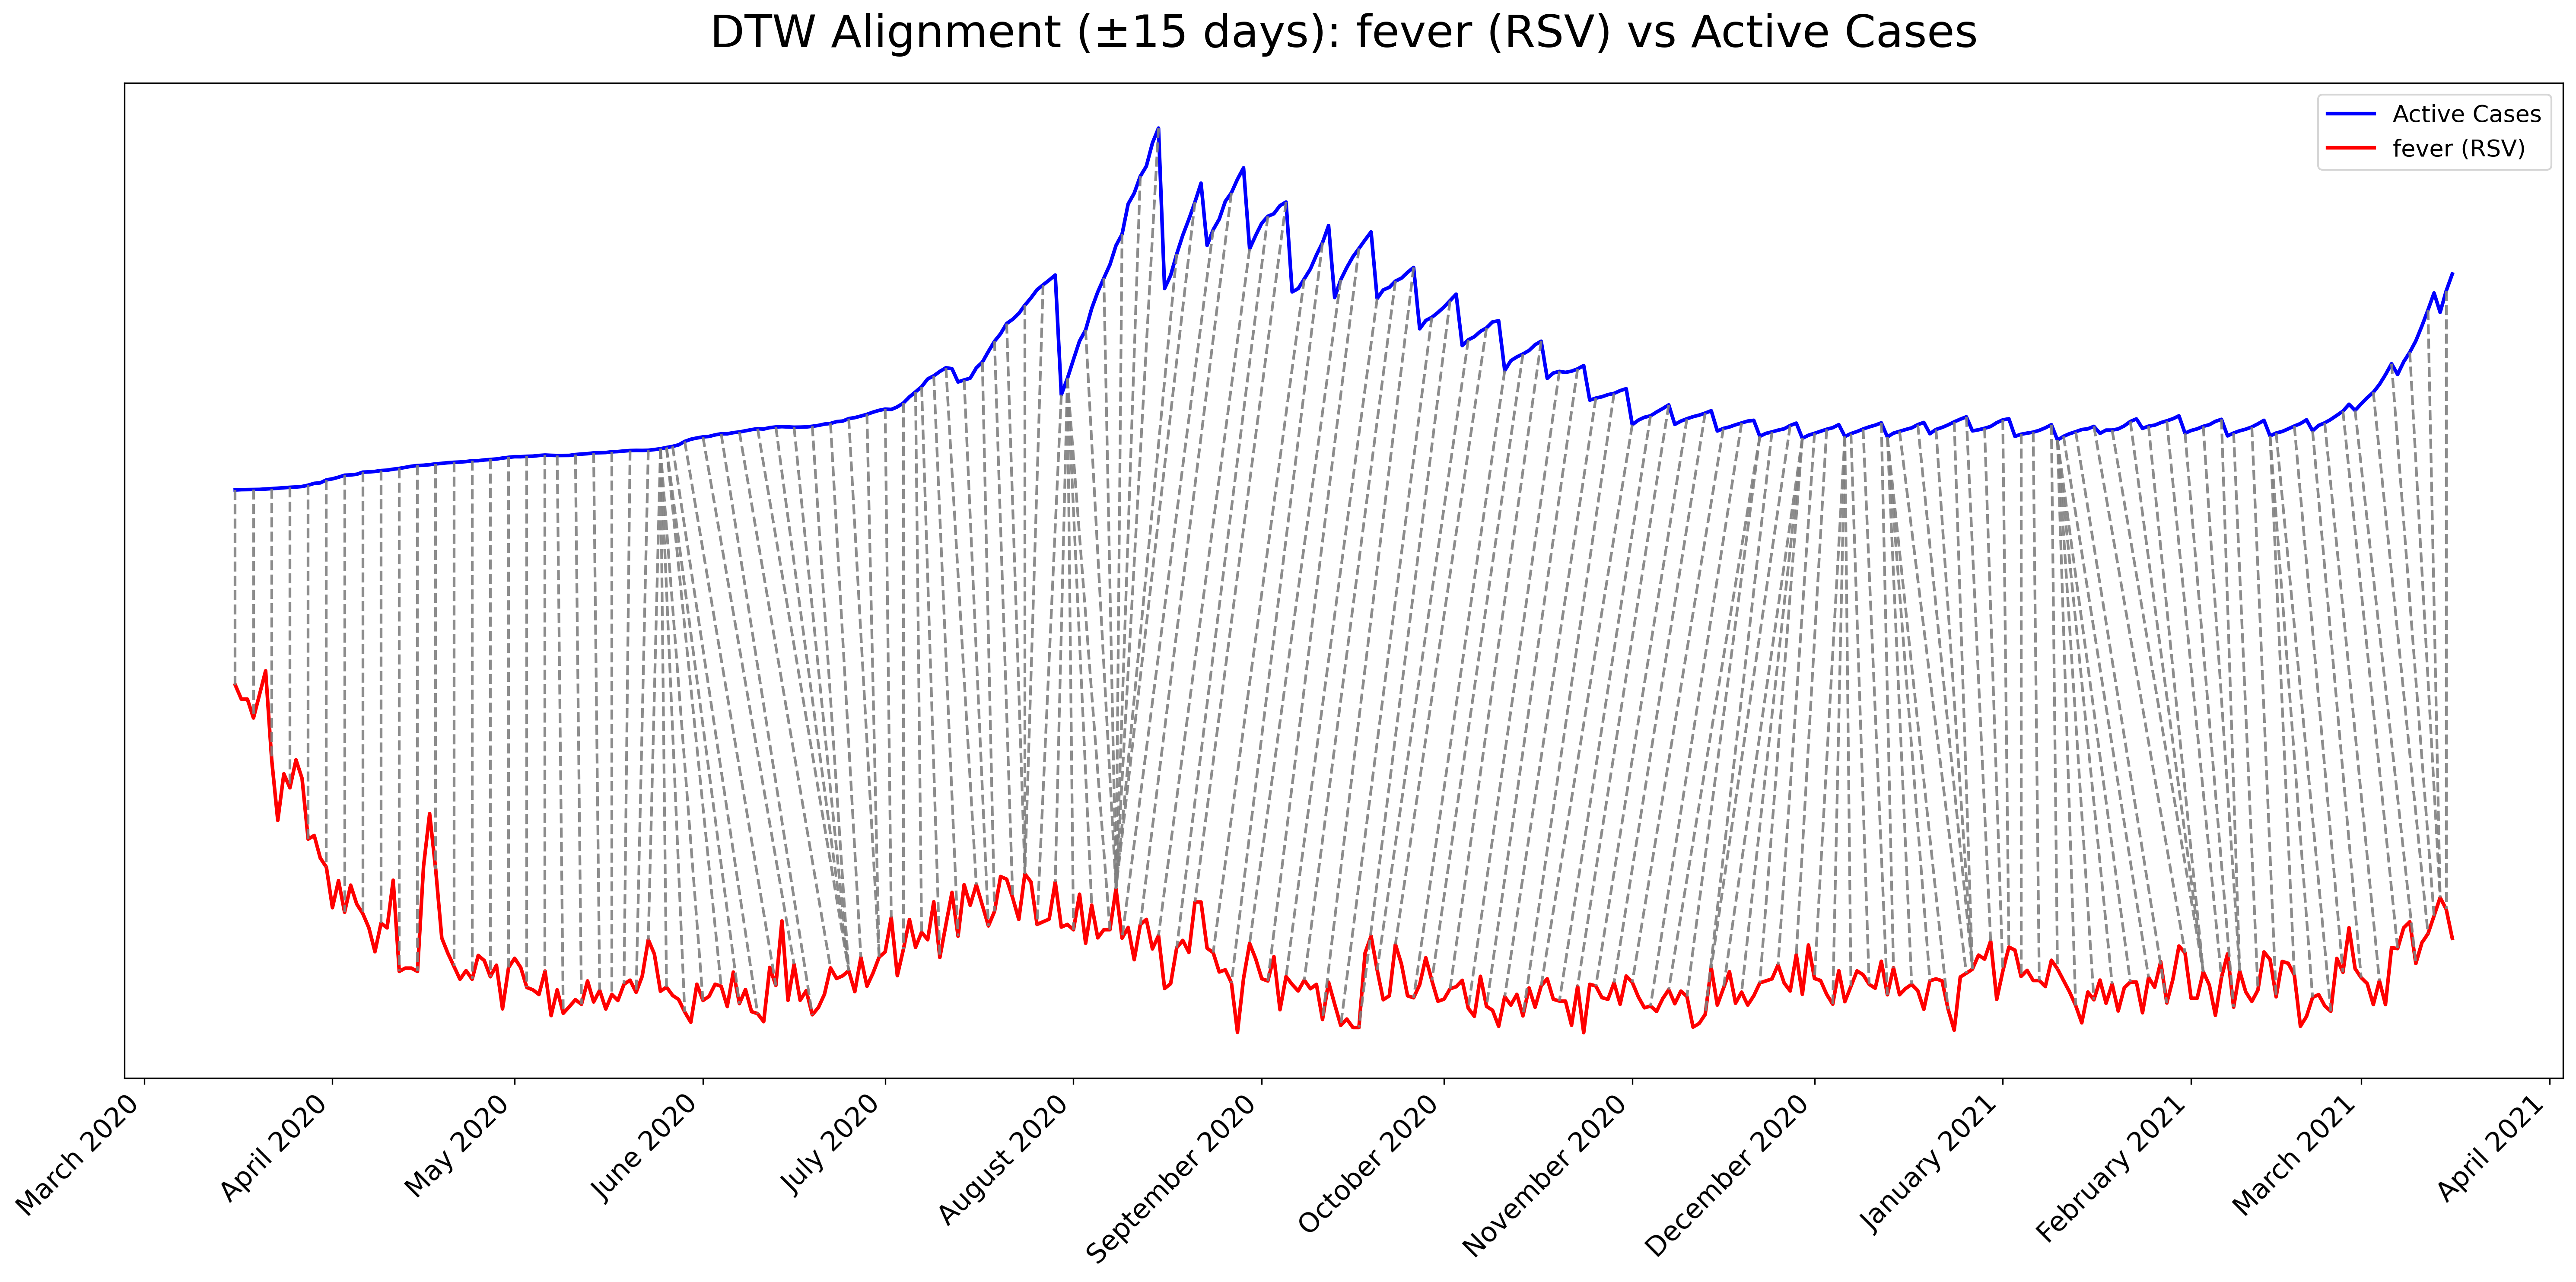 DTW Alignment (±15 days): fever (RSV) vs Active Cases
Active Cases
fever (RSV)
March 2020
April 2020
May 2020
June 2020
July 2020
August 2020
September 2020
October 2020
November 2020
December 2020
January 2021
February 2021
March 2021
April 2021